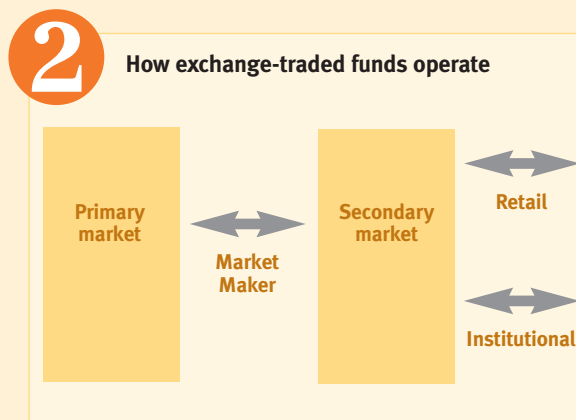 2
How exchange-traded funds operate
Primary
market
Market
Maker
Secondary
market
Retail
Institutional